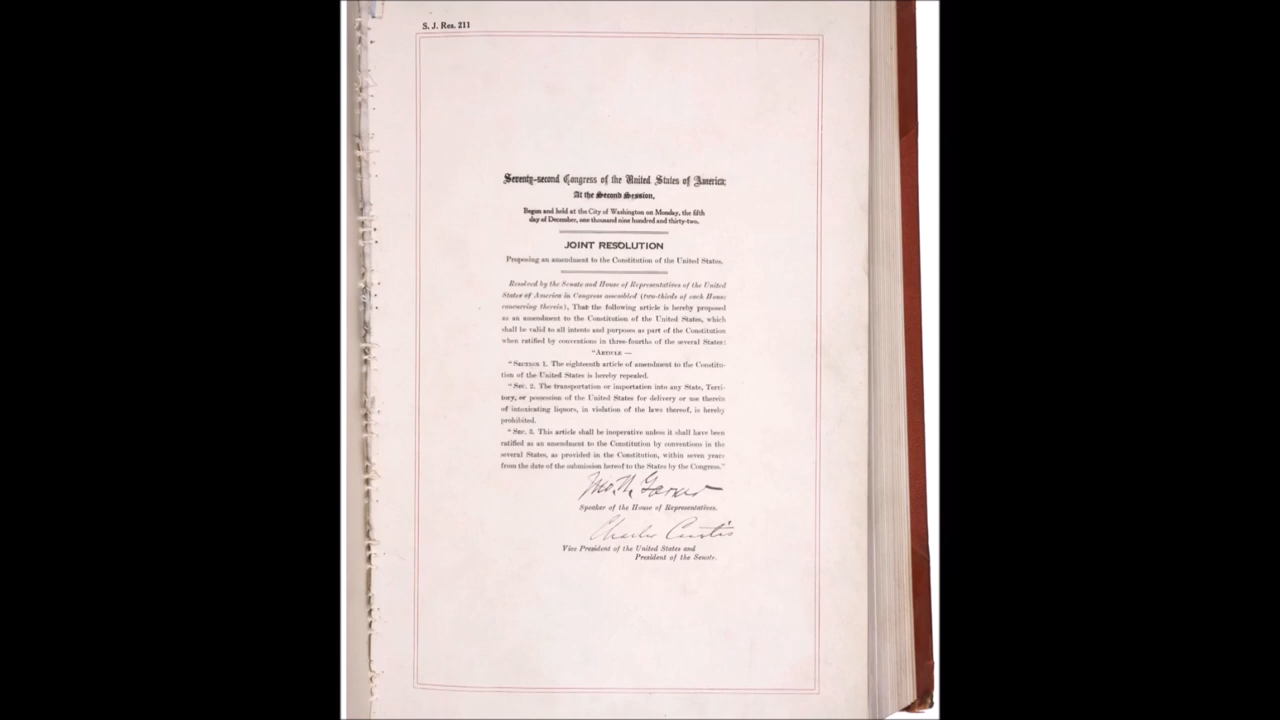 S. J. Res. 211
Seventy-second Congress of the United States of America;
At the Second Session,
Begun and held at the City of Washington on Monday, the fifth
day of December, one thousand nine hundred and thirty-two.
JOINT RESOLUTION
Proposing an amendment to the Constitution of the United States.
Resolved by the Senate and House of Representatives of the United
States of America in Congress assembled (two-thirds of each House
concurring therein), That the following article is hereby proposed
as an amendment to the Constitution of the United States, which
shall be valid to all intents and purposes as part of the Constitution
when ratified by conventions in three-fourths of the several States:
"ARTICLE —
"SECTION 1. The eighteenth article of amendment to the Constitu-
tion of the United States is hereby repealed.
"SEC. 2. The transportation or importation into any State, Terri-
tory, or possession of the United States for delivery or use therein
of intoxicating liquors, in violation of the laws thereof, is hereby
prohibited.
"SEC. 3. This article shall be inoperative unless it shall have been
ratified as an amendment to the Constitution by conventions in the
several States, as provided in the Constitution, within seven years
from the date of the submission hereof to the States by the Congress."
Jno. N. Garner
Speaker of the House of Representatives.
Charles Curtis
Vice President of the United States and
President of the Senate.